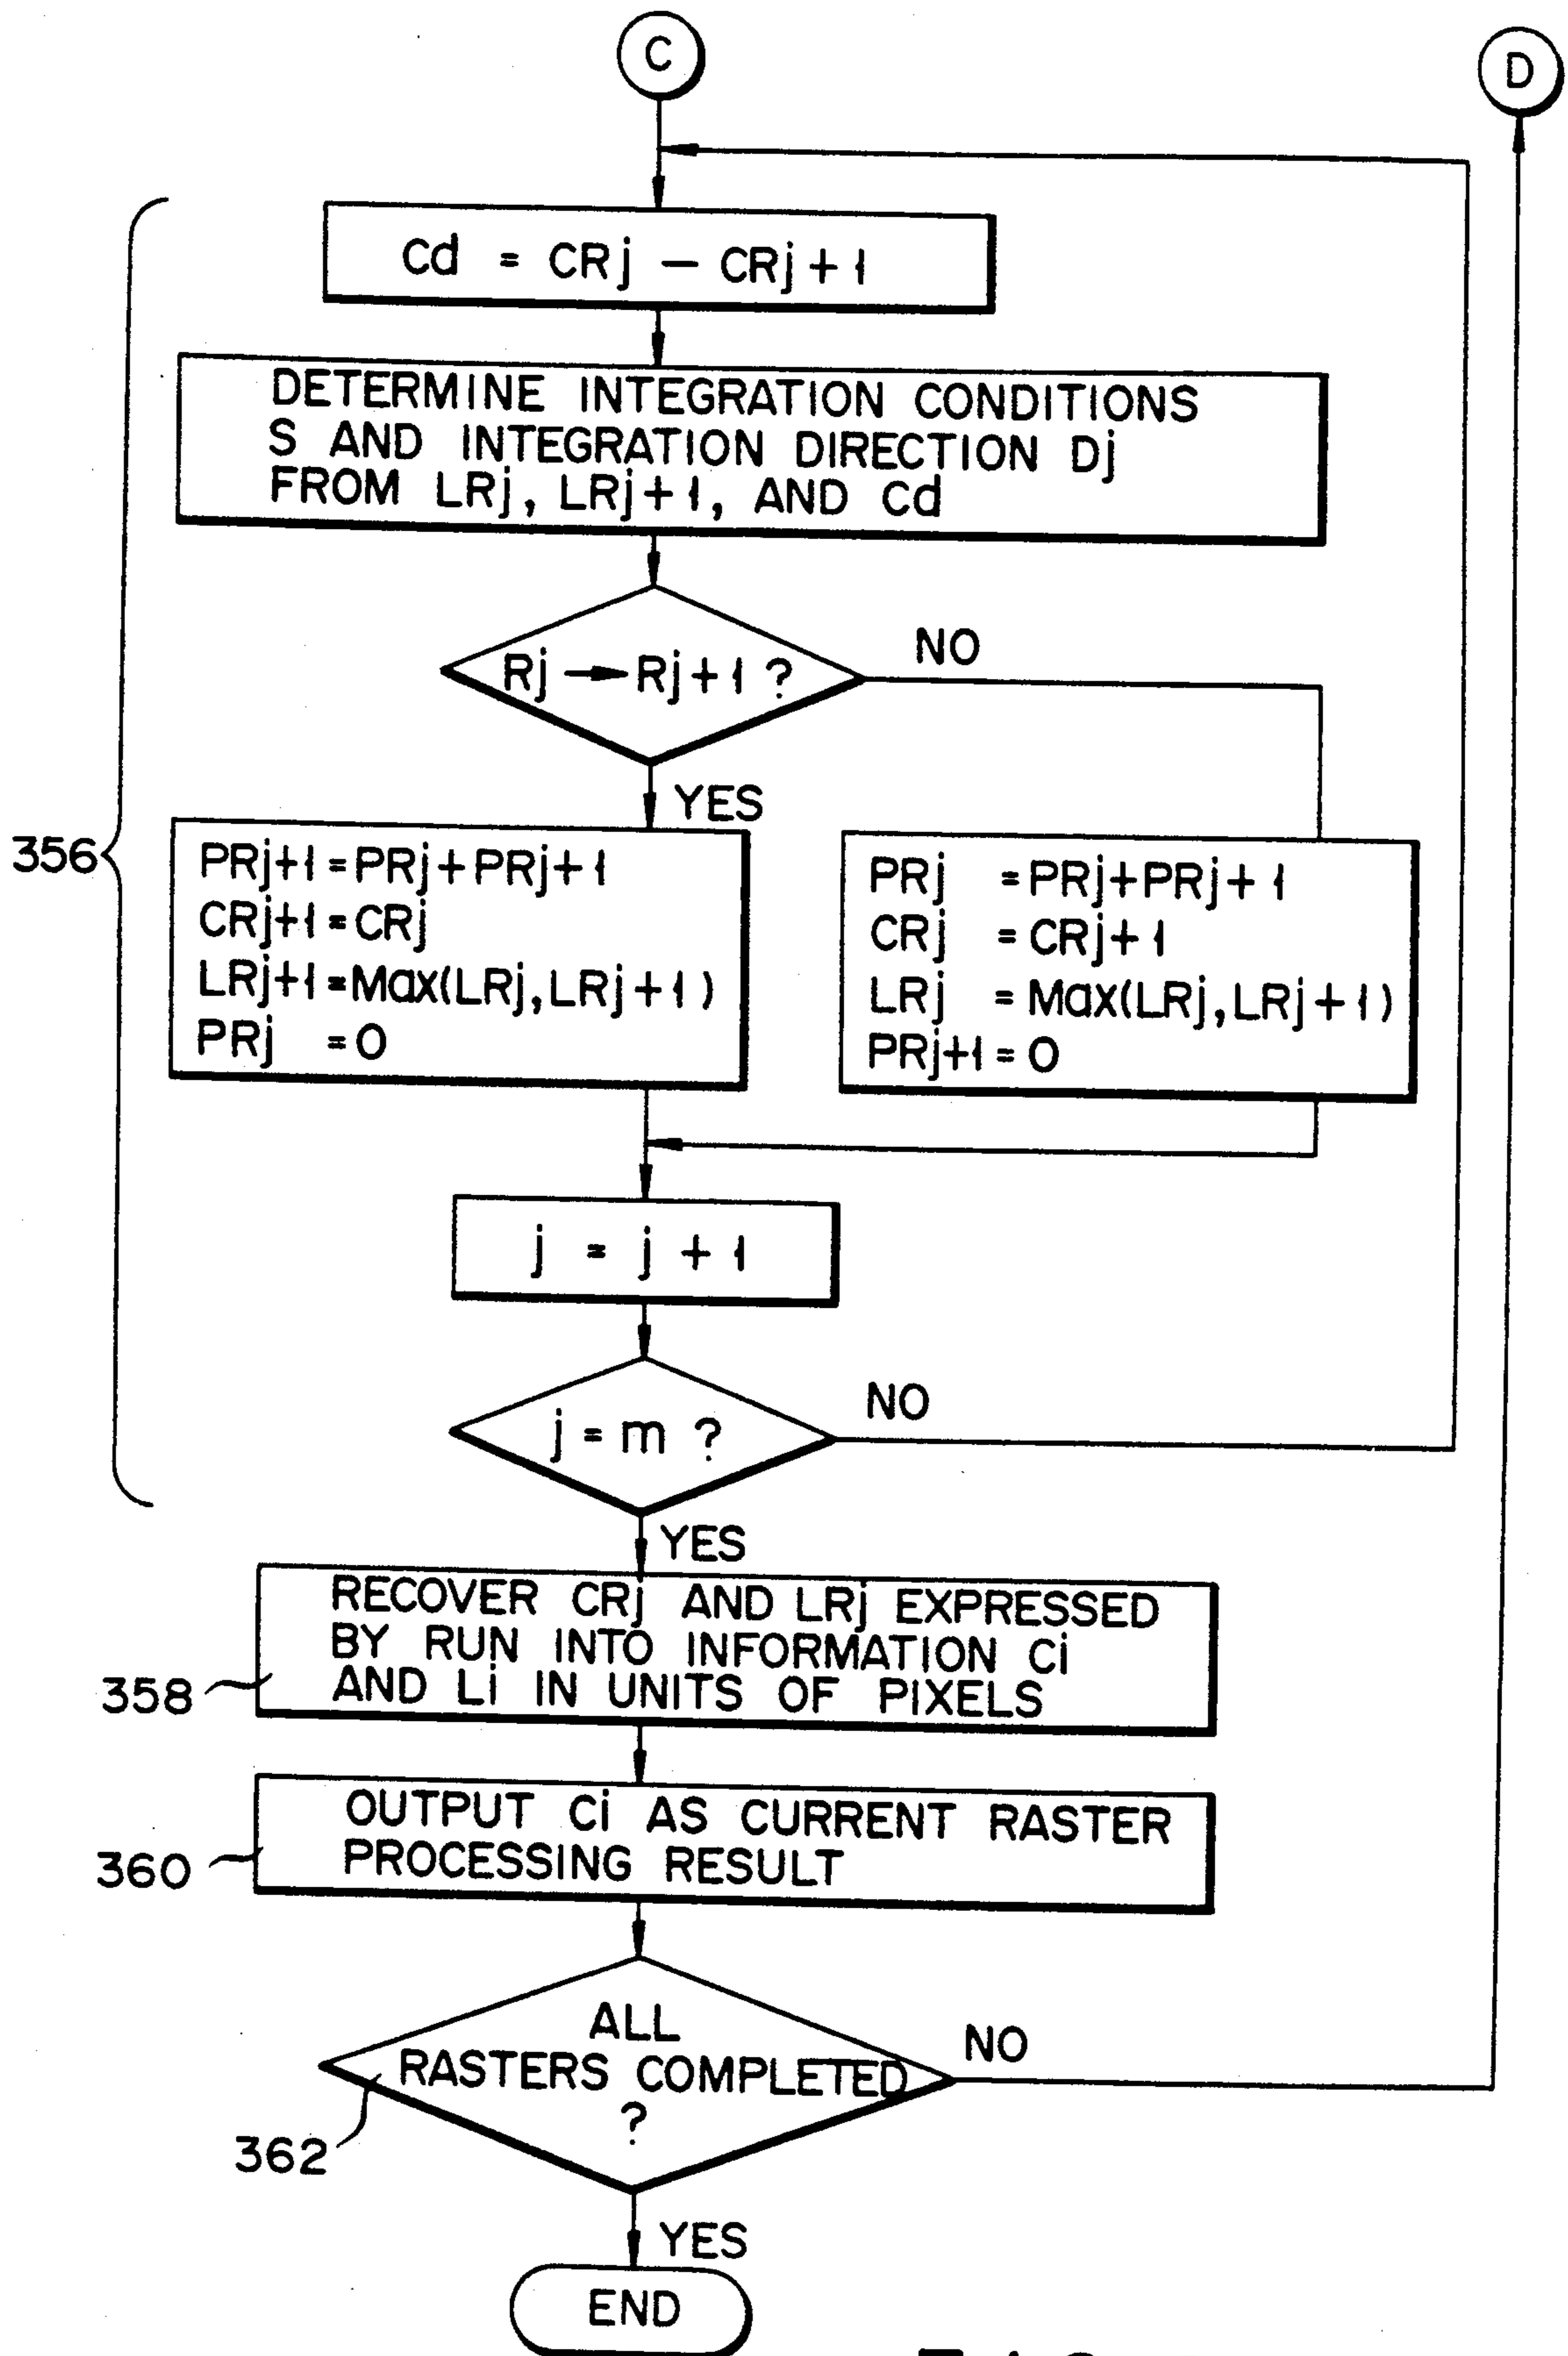 C
D
Cd = CRj — CRj+1
DETERMINE INTEGRATION CONDITIONS
S AND INTEGRATION DIRECTION Dj
FROM LRj, LRj+1, AND Cd
Rj → Rj+1 ?
NO
YES
356
PRj+1 = PRj + PRj+1
CRj+1 = CRj
LRj+1 = Max(LRj, LRj+1)
PRj = 0
PRj = PRj+PRj+1
CRj = CRj+1
LRj = Max(LRj, LRj+1)
PRj+1 = 0
j = j + 1
j = m ?
NO
YES
RECOVER CRj AND LRj EXPRESSED
BY RUN INTO INFORMATION Ci
AND Li IN UNITS OF PIXELS
358
OUTPUT Ci AS CURRENT RASTER
PROCESSING RESULT
360
ALL
RASTERS COMPLETED
?
NO
362
YES
END